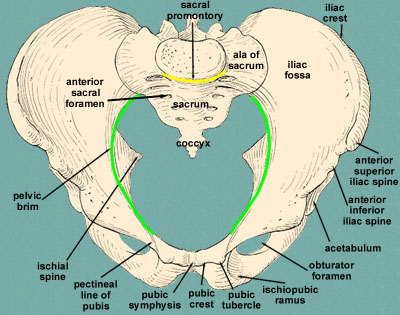 sacral
promontory
iliac
crest
ala of
sacrum
iliac
fossa
anterior
sacral
foramen
sacrum
coccyx
anterior
superior
iliac spine
pelvic
brim
anterior
inferior
iliac spine
acetabulum
ischial
spine
obturator
foramen
pectineal
line of
pubis
pubic
symphysis
pubic
crest
pubic
tubercle
ischiopubic
ramus